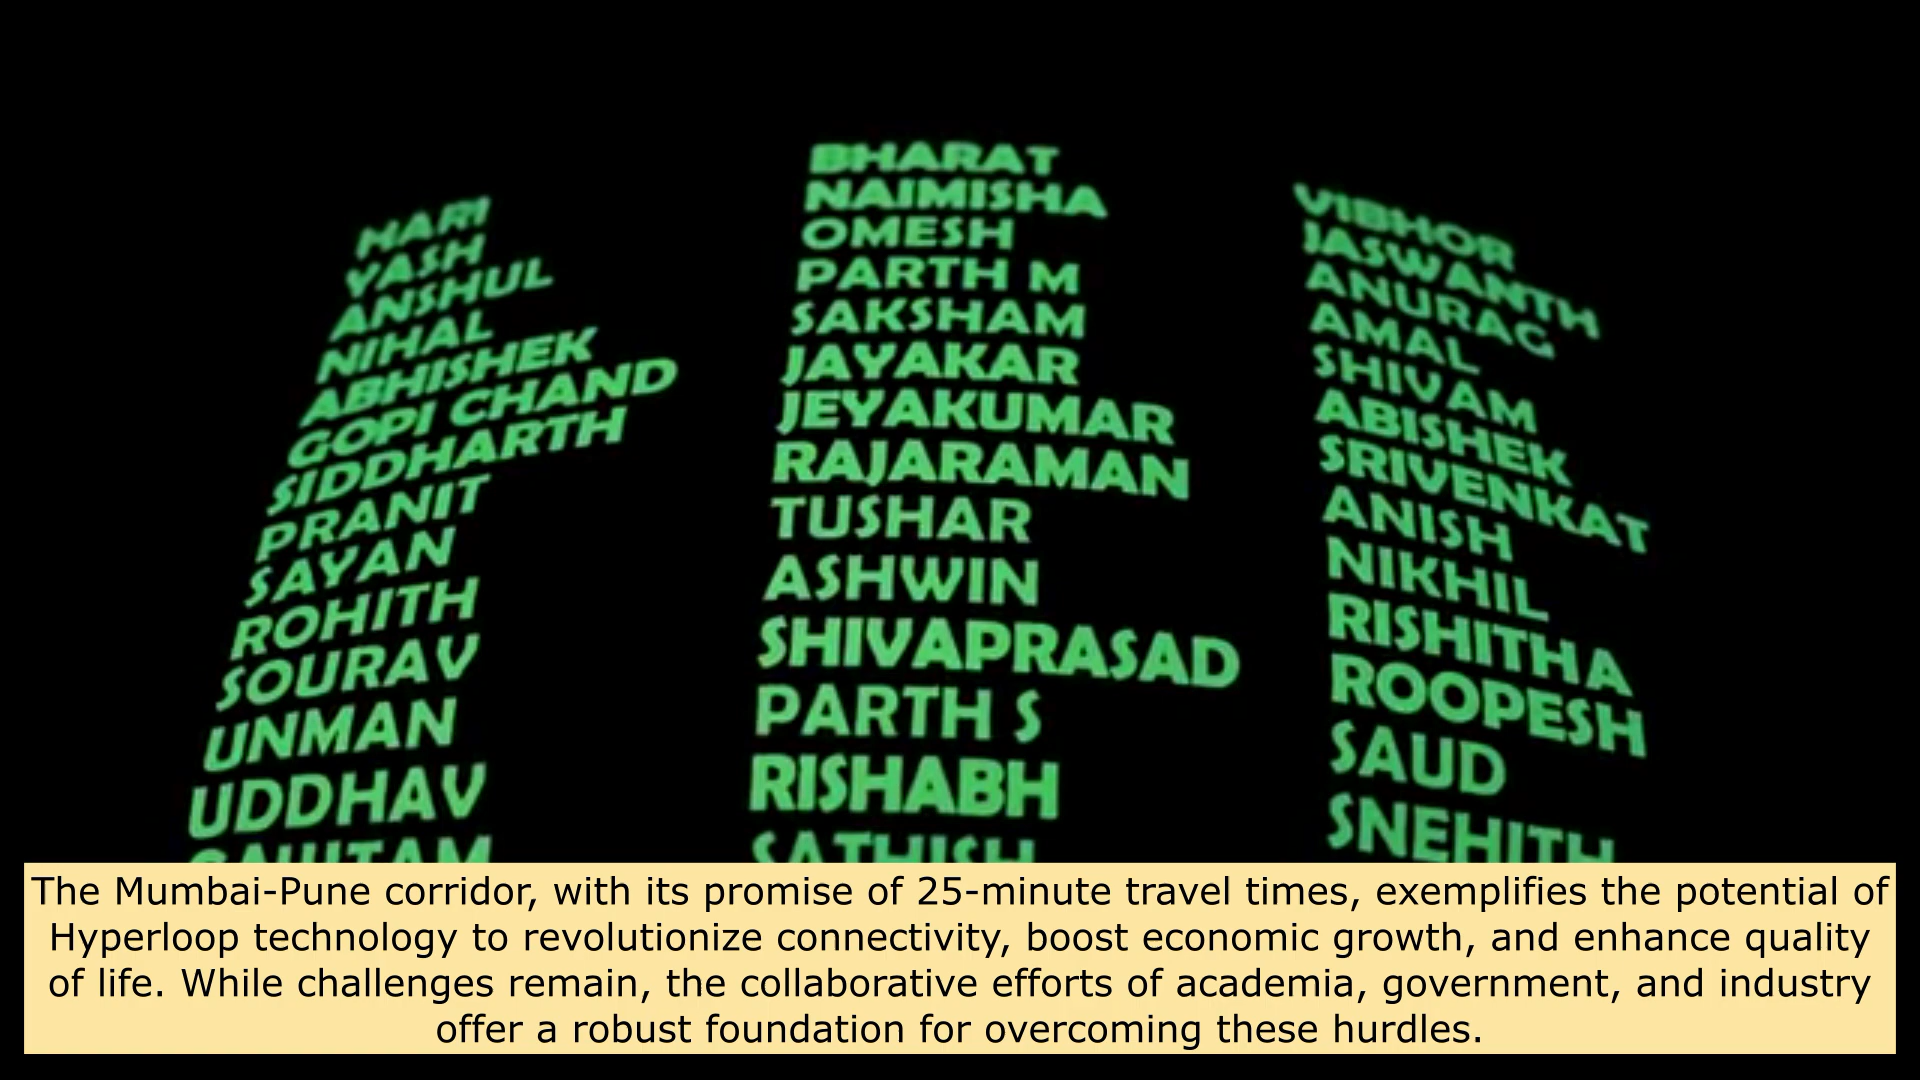 HARI
YASH
ANSHUL
NIHAL
ABHISHEK
GOPI CHAND
SIDDHARTH
PRANIT
SAYAN
ROHITH
SOURAV
UNMAN
UDDHAV
GAUTAM
BHARAT
NAIMISHA
OMESH
PARTH M
SAKSHAM
JAYAKAR
JEYAKUMAR
RAJARAMAN
TUSHAR
ASHWIN
SHIVAPRASAD
PARTH S
RISHABH
SATHISH
VIBHOR
JASWANTH
ANURAG
AMAL
SHIVAM
ABISHEK
SRIVENKAT
ANISH
NIKHIL
RISHITHA
ROOPESH
SAUD
SNEHITH
The Mumbai-Pune corridor, with its promise of 25-minute travel times, exemplifies the potential of
Hyperloop technology to revolutionize connectivity, boost economic growth, and enhance quality
of life. While challenges remain, the collaborative efforts of academia, government, and industry
offer a robust foundation for overcoming these hurdles.